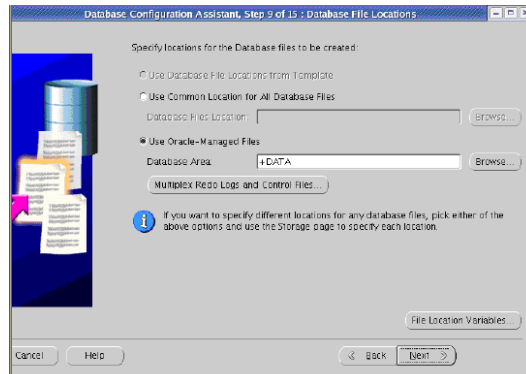 Database Configuration Assistant, Step 9 of 15 : Database File Locations
Specify locations for the Database files to be created:
Use Database File Locations from Template
Use Common Location for All Database Files
Database Files Location:
Browse...
Use Oracle-Managed Files
Database Area:
+DATA
Browse...
Multiplex Redo Logs and Control Files...
If you want to specify different locations for any database files, pick either of the
above options and use the Storage page to specify each location.
File Location Variables...
Cancel
Help
Back
Next